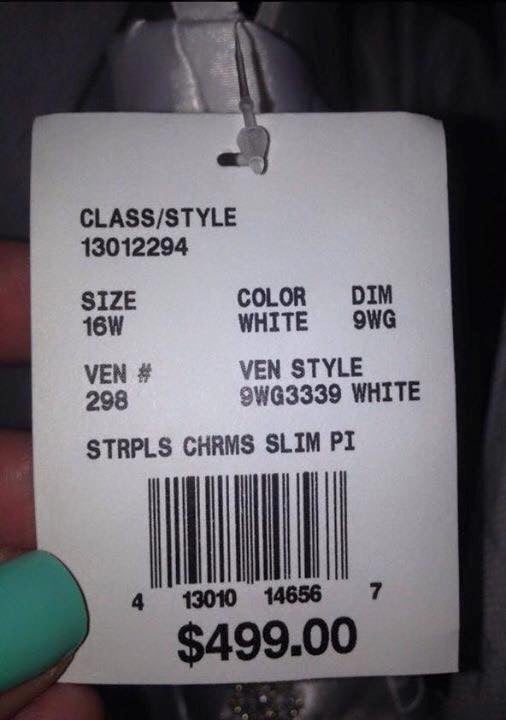 CLASS/STYLE
13012294
SIZE COLOR DIM
16W WHITE 9WG
VEN # VEN STYLE
298 9WG3339 WHITE
STRPLS CHRMS SLIM PI
4 13010 14656 7
$499.00